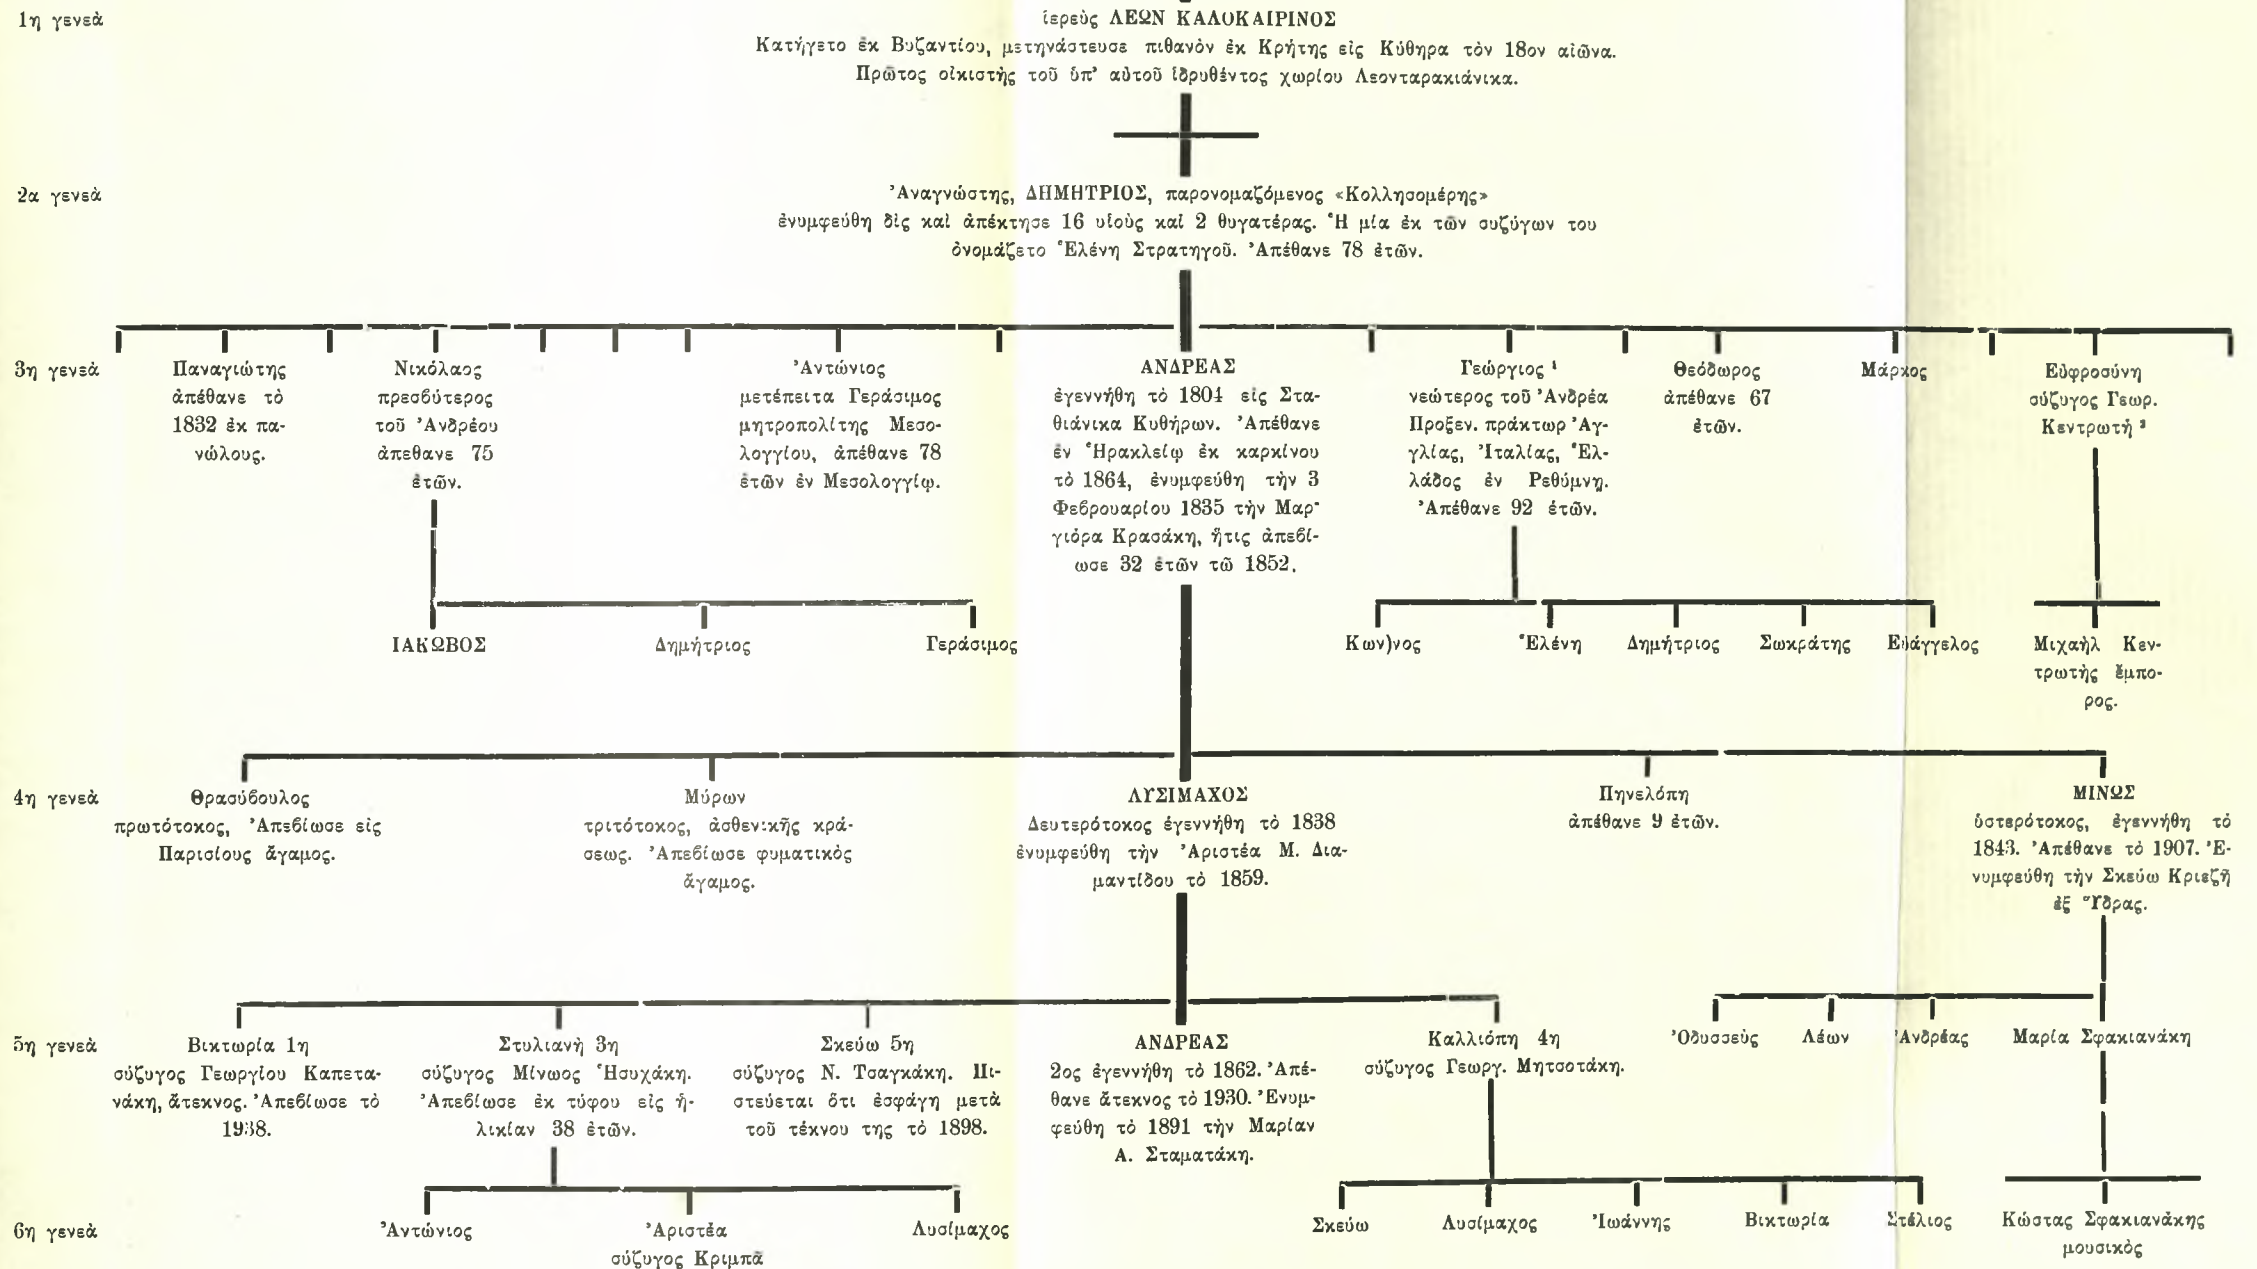 1η γενεὰ
ἱερεὺς ΛΕΩΝ ΚΑΛΟΚΑΙΡΙΝΟΣ
Κατήγετο ἐκ Βυζαντίου, μετηνάστευσε πιθανὸν ἐκ Κρήτης εἰς Κύθηρα τὸν 18ον αἰῶνα.
Πρῶτος οἰκιστὴς τοῦ ὑπ' αὐτοῦ ἱδρυθέντος χωρίου Λεονταρακιάνικα.
2α γενεὰ
Ἀναγνώστης, ΔΗΜΗΤΡΙΟΣ, παρονομαζόμενος «Κολλησομέρης»
ἐνυμφεύθη δὶς καὶ ἀπέκτησε 16 υἱοὺς καὶ 2 θυγατέρας. Ἡ μία ἐκ τῶν συζύγων του
ὀνομάζετο Ἑλένη Στρατηγοῦ. Ἀπέθανε 78 ἐτῶν.
3η γενεὰ
Παναγιώτης
ἀπέθανε τὸ
1832 ἐκ πα-
νώλους.
Νικόλαος
πρεσβύτερος
τοῦ Ἀνδρέου
ἀπεθανε 75
ἐτῶν.
Ἀντώνιος
μετέπειτα Γεράσιμος
μητροπολίτης Μεσο-
λογγίου, ἀπέθανε 78
ἐτῶν ἐν Μεσολογγίῳ.
ΑΝΔΡΕΑΣ
ἐγεννήθη τὸ 1804 εἰς Στα-
θιάνικα Κυθήρων. Ἀπέθανε
ἐν Ἡρακλείῳ ἐκ καρκίνου
τὸ 1864, ἐνυμφεύθη τὴν 3
Φεβρουαρίου 1835 τὴν Μαρ-
γιόρα Κρασάκη, ἥτις ἀπεβί-
ωσε 32 ἐτῶν τῶ 1852.
Γεώργιος ¹
νεώτερος τοῦ Ἀνδρέα
Προξεν. πράκτωρ Ἀγ-
γλίας, Ἰταλίας, Ἑλ-
λάδος ἐν Ρεθύμνῃ.
Ἀπέθανε 92 ἐτῶν.
Θεόδωρος
ἀπέθανε 67
ἐτῶν.
Μάρκος
Εὐφροσύνη
σύζυγος Γεωρ.
Κεντρωτῆ ²
ΙΑΚΩΒΟΣ
Δημήτριος
Γεράσιμος
Κων)νος
Ἑλένη
Δημήτριος
Σωκράτης
Εὐάγγελος
Μιχαὴλ Κεν-
τρωτὴς ἔμπο-
ρος.
4η γενεὰ
Θρασύβουλος
πρωτότοκος, Ἀπεβίωσε εἰς
Παρισίους ἄγαμος.
Μύρων
τριτότοκος, ἀσθενικῆς κρά-
σεως. Ἀπεβίωσε φυματικὸς
ἄγαμος.
ΛΥΣΙΜΑΧΟΣ
Δευτερότοκος ἐγεννήθη τὸ 1838
ἐνυμφεύθη τὴν Ἀριστέα Μ. Δια-
μαντίδου τὸ 1859.
Πηνελόπη
ἀπέθανε 9 ἐτῶν.
ΜΙΝΩΣ
ὑστερότοκος, ἐγεννήθη τὸ
1843. Ἀπέθανε τὸ 1907. Ἐ-
νυμφεύθη τὴν Σκεύω Κριεζῆ
ἐξ Ὕδρας.
5η γενεὰ
Βικτωρία 1η
σύζυγος Γεωργίου Καπετα-
νάκη, ἄτεκνος. Ἀπεβίωσε τὸ
1938.
Στυλιανὴ 3η
σύζυγος Μίνωος Ἡσυχάκη.
Ἀπεβίωσε ἐκ τύφου εἰς ἡ-
λικίαν 38 ἐτῶν.
Σκεύω 5η
σύζυγος Ν. Τσαγκάκη. Πι-
στεύεται ὅτι ἐσφάγη μετὰ
τοῦ τέκνου της τὸ 1898.
ΑΝΔΡΕΑΣ
2ος ἐγεννήθη τὸ 1862. Ἀπέ-
θανε ἄτεκνος τὸ 1930. Ἐνυμ-
φεύθη τὸ 1891 τὴν Μαρίαν
Α. Σταματάκη.
Καλλιόπη 4η
σύζυγος Γεωργ. Μητσοτάκη.
Ὀδυσσεὺς
Λέων
Ἀνδρέας
Μαρία Σφακιανάκη
6η γενεὰ
Ἀντώνιος
Ἀριστέα
σύζυγος Κριμπᾶ
Λυσίμαχος
Σκεύω
Λυσίμαχος
Ἰωάννης
Βικτωρία
Στέλιος
Κώστας Σφακιανάκης
μουσικὸς